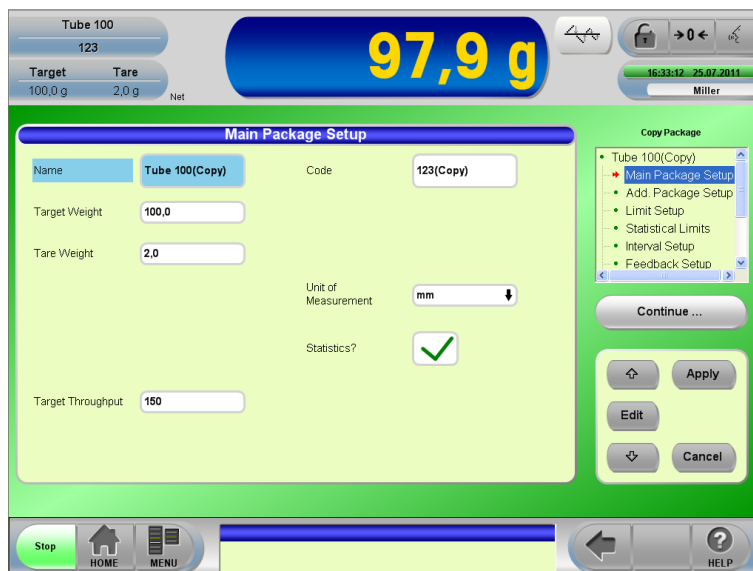 Tube 100
123
Target Tare
100,0 g 2,0 g Net
97,9 g
→0←
16:33:12 25.07.2011
Miller
Main Package Setup
Name Tube 100(Copy) Code 123(Copy)
Target Weight 100,0
Tare Weight 2,0
Unit of
Measurement mm
Statistics?
Target Throughput 150
Copy Package
Tube 100(Copy)
Main Package Setup
Add. Package Setup
Limit Setup
Statistical Limits
Interval Setup
Feedback Setup
Continue ...
Apply
Edit
Cancel
Stop HOME MENU HELP